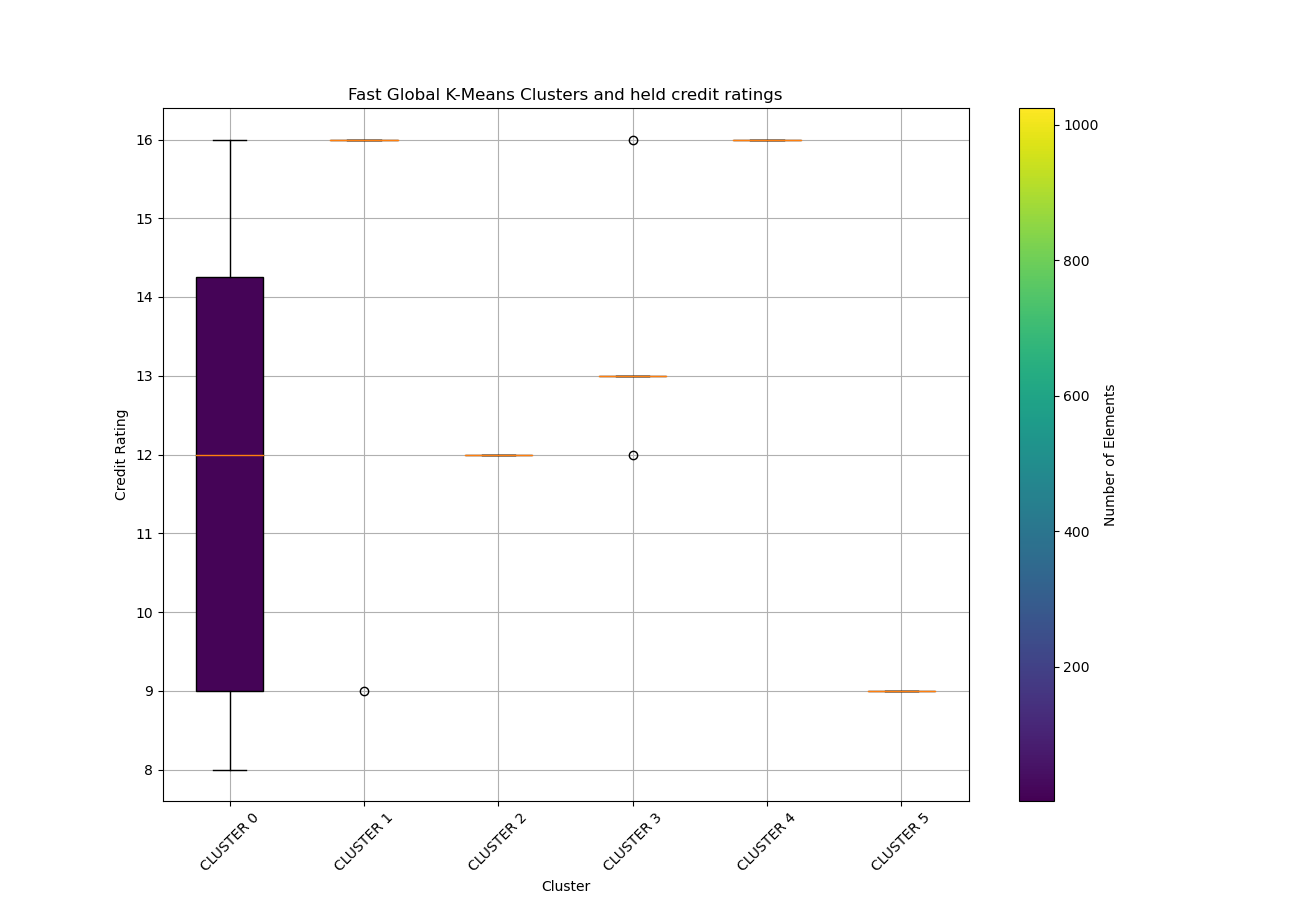 Fast Global K-Means Clusters and held credit ratings
16
15
14
13
12
11
10
9
8
Credit Rating
CLUSTER 0
CLUSTER 1
CLUSTER 2
CLUSTER 3
CLUSTER 4
CLUSTER 5
Cluster
1000
800
600
400
200
Number of Elements